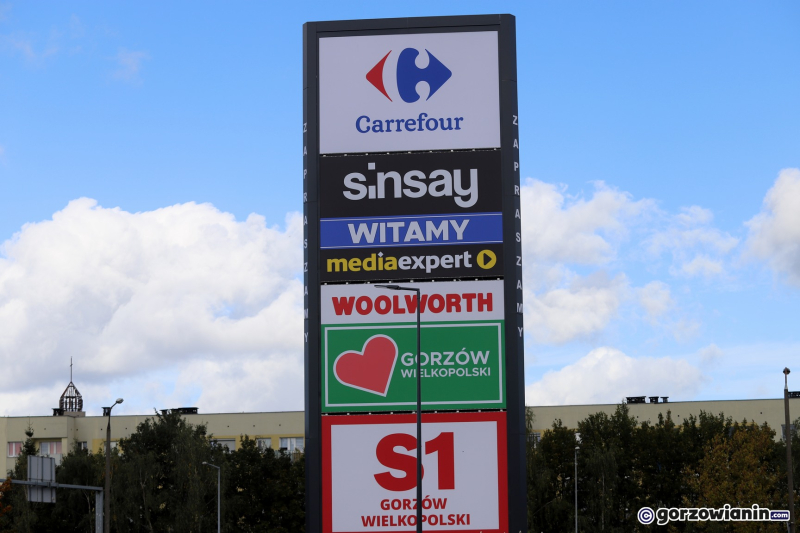 Carrefour
ZAPRASZAMY
ZAPRASZAMY
sinsay
WITAMY
mediaexpert
WOOLWORTH
GORZÓW
WIELKOPOLSKI
S1
GORZÓW
WIELKOPOLSKI
© gorzowianin.com